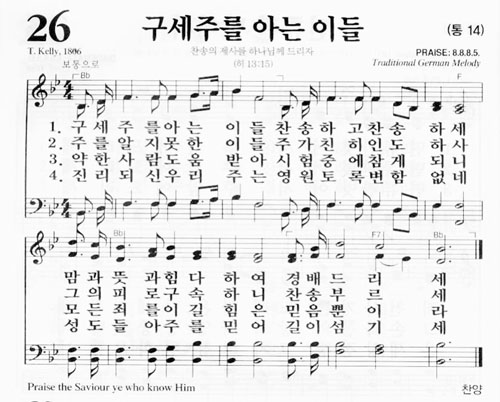 26
구세주를 아는 이들
(통 14)
T. Kelly, 1806
찬송의 제사를 하나님께 드리자
PRAISE: 8.8.8.5.
보통으로
(히 13:15)
Traditional German Melody
Bb F
1. 구 세 주 를아 는 이 들 찬 송 하 고찬 송 하 세
2. 주 를 알 지못 한 이 들 주 가 친 히인 도 하 사
3. 약 한 사 람도 움 받 아 시 험 중 에참 게 되 니
4. 진 리 되 신우 리 주 는 영 원 토 록변 함 없 네
Bb Bb F7 Bb
맘 과 뜻 과힘 다 하 여 경 배 드 리 세
그 의 피 로구 속 하 니 찬 송 부 르 세
모 든 죄 를이 길 힘 은 믿 음 뿐 이 라
성 도 들 아주 를 믿 어 길 이 섬 기 세
Praise the Saviour ye who know Him
찬양